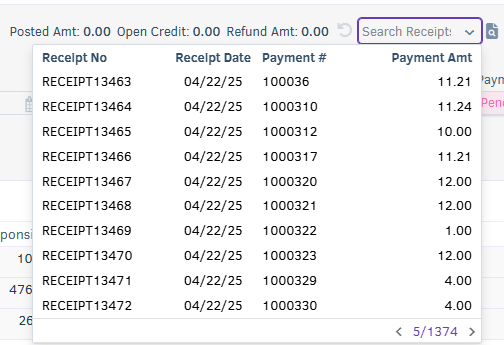 Posted Amt: 0.00 Open Credit: 0.00 Refund Amt: 0.00 Search Receipts
Receipt No Receipt Date Payment # Payment Amt
RECEIPT13463 04/22/25 100036 11.21
RECEIPT13464 04/22/25 1000310 11.24
RECEIPT13465 04/22/25 1000312 10.00
RECEIPT13466 04/22/25 1000317 11.21
RECEIPT13467 04/22/25 1000320 12.00
RECEIPT13468 04/22/25 1000321 12.00
RECEIPT13469 04/22/25 1000322 1.00
RECEIPT13470 04/22/25 1000323 12.00
RECEIPT13471 04/22/25 1000329 4.00
RECEIPT13472 04/22/25 1000330 4.00
5/1374
Paym
Pen
ponsi
10
476
26